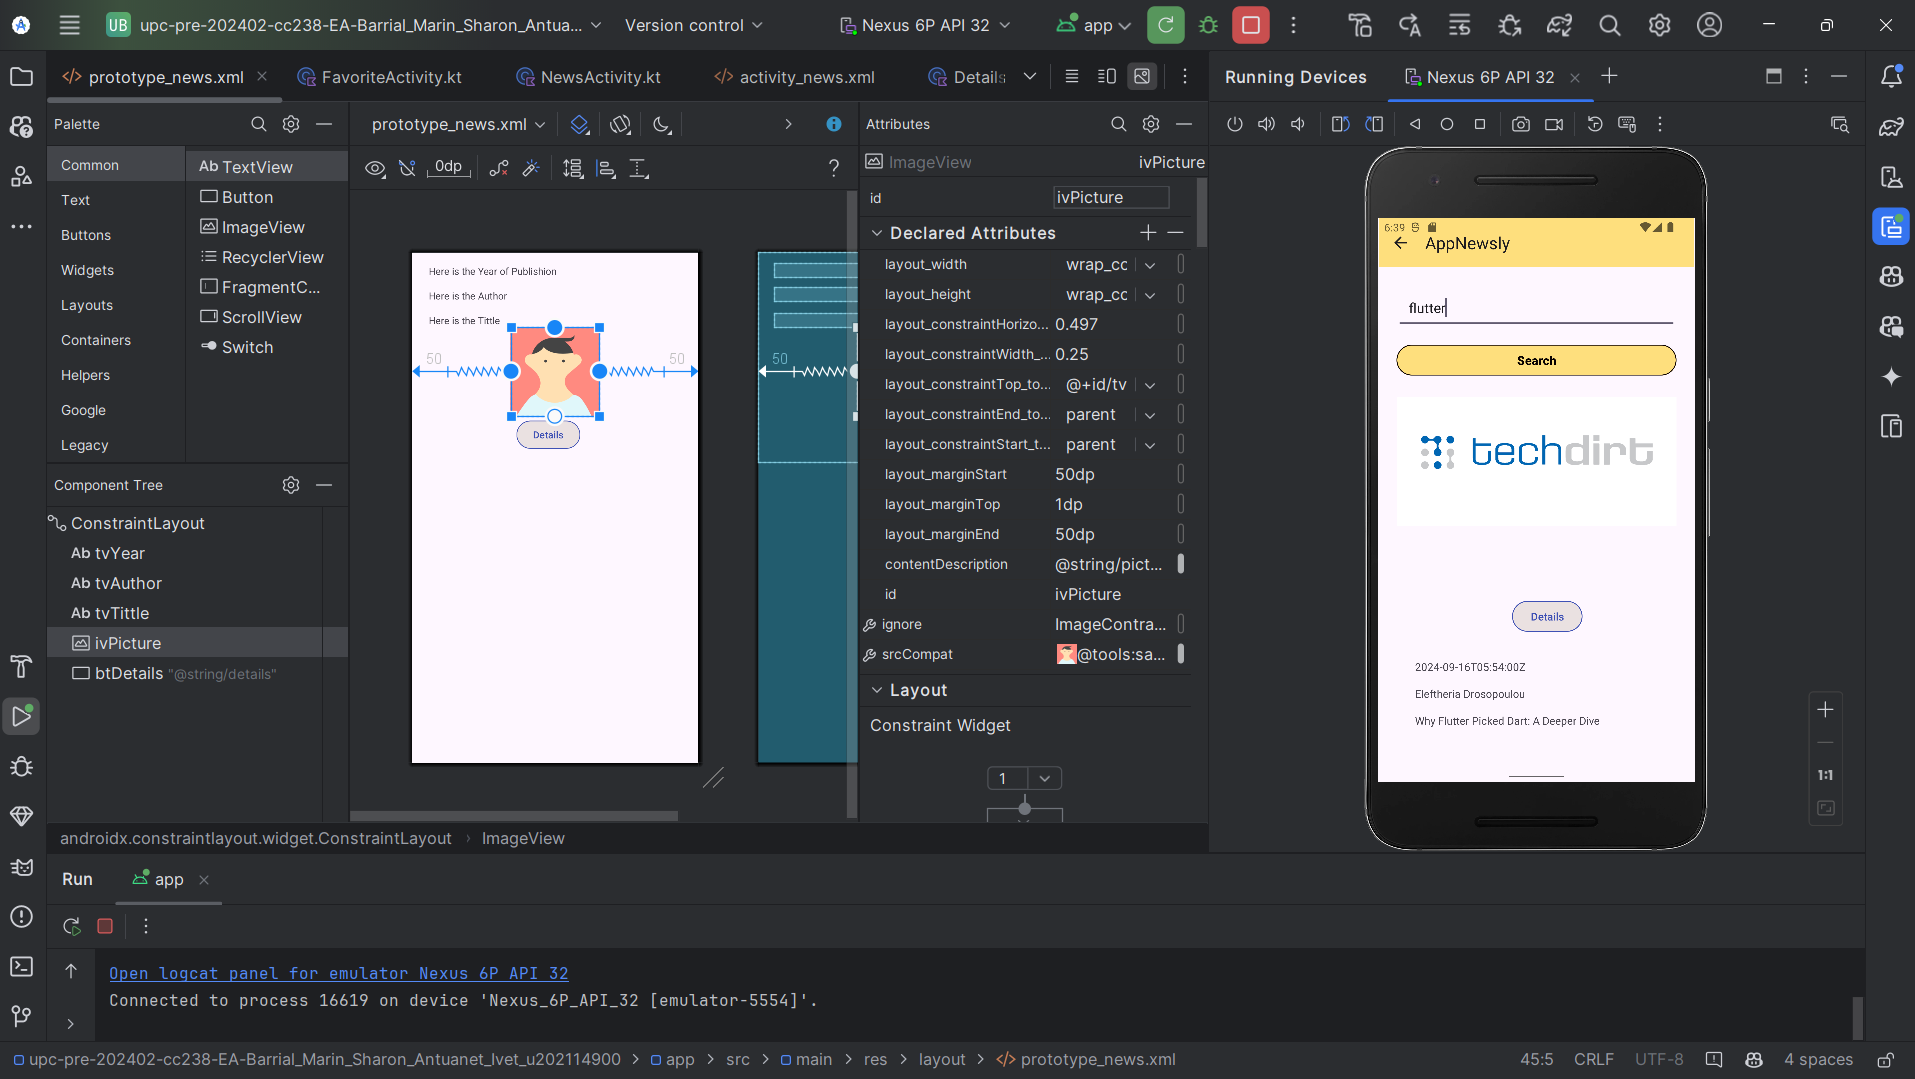 UB upc-pre-202402-cc238-EA-Barrial_Marin_Sharon_Antua... Version control Nexus 6P API 32 app
prototype_news.xml FavoriteActivity.kt NewsActivity.kt activity_news.xml Details
Running Devices Nexus 6P API 32
Palette
Common
Text
Buttons
Widgets
Layouts
Containers
Helpers
Google
Legacy
Ab TextView
Button
ImageView
RecyclerView
FragmentC...
ScrollView
Switch
Component Tree
ConstraintLayout
Ab tvYear
Ab tvAuthor
Ab tvTittle
ivPicture
btDetails "@string/details"
prototype_news.xml
0dp
?
Here is the Year of Publishion
Here is the Author
Here is the Tittle
50 50
Details
50
Attributes
ImageView ivPicture
id ivPicture
Declared Attributes
layout_width wrap_cc
layout_height wrap_cc
layout_constraintHorizo... 0.497
layout_constraintWidth_... 0.25
layout_constraintTop_to... @+id/tv
layout_constraintEnd_to... parent
layout_constraintStart_t... parent
layout_marginStart 50dp
layout_marginTop 1dp
layout_marginEnd 50dp
contentDescription @string/pict...
id ivPicture
ignore ImageContra...
srcCompat @tools:sa...
Layout
Constraint Widget
1
6:39
AppNewsly
flutter
Search
techdirt
Details
2024-09-16T05:54:00Z
Eleftheria Drosopoulou
Why Flutter Picked Dart: A Deeper Dive
1:1
androidx.constraintlayout.widget.ConstraintLayout › ImageView
Run app
Open logcat panel for emulator Nexus 6P API 32
Connected to process 16619 on device 'Nexus_6P_API_32 [emulator-5554]'.
upc-pre-202402-cc238-EA-Barrial_Marin_Sharon_Antuanet_Ivet_u202114900 > app > src > main > res > layout > prototype_news.xml
45:5 CRLF UTF-8 4 spaces